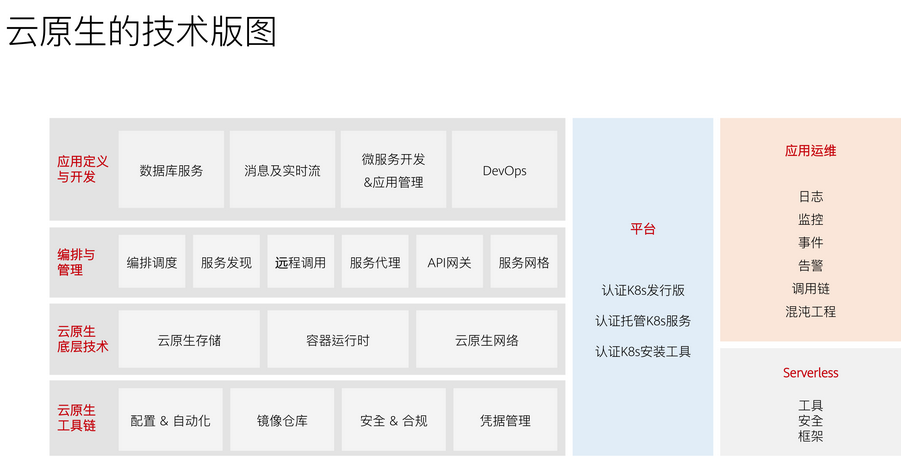 云原生的技术版图
应用定义
与开发
数据库服务
消息及实时流
微服务开发
&应用管理
DevOps
编排与
管理
编排调度
服务发现
远程调用
服务代理
API网关
服务网格
云原生
底层技术
云原生存储
容器运行时
云原生网络
云原生
工具链
配置 & 自动化
镜像仓库
安全 & 合规
凭据管理
平台
认证K8s发行版
认证托管K8s服务
认证K8s安装工具
应用运维
日志
监控
事件
告警
调用链
混沌工程
Serverless
工具
安全
框架